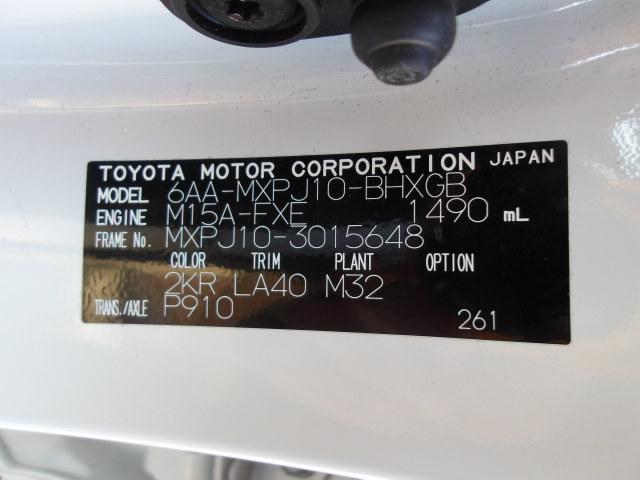 TOYOTA MOTOR CORPORATION JAPAN
MODEL 6AA-MXPJ10-BHXGB
ENGINE M15A-FXE 1490 mL
FRAME No. MXPJ10-3015648
COLOR TRIM PLANT OPTION
2KR LA40 M32
TRANS./AXLE P910 261